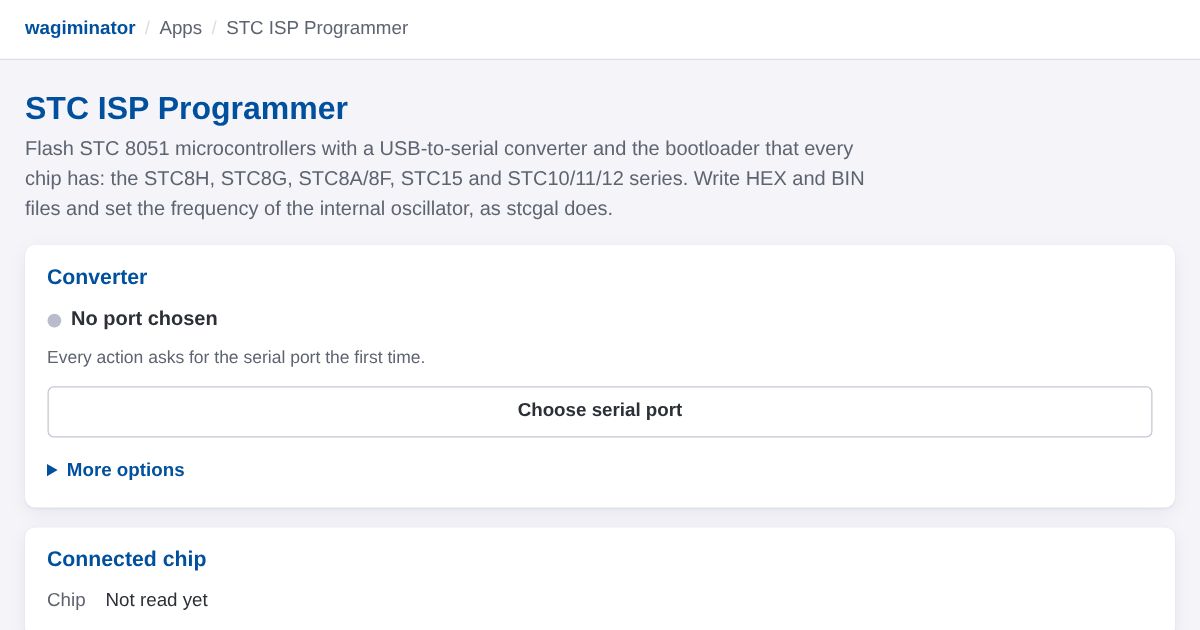 wagiminator / Apps / STC ISP Programmer
STC ISP Programmer
Flash STC 8051 microcontrollers with a USB-to-serial converter and the bootloader that every
chip has: the STC8H, STC8G, STC8A/8F, STC15 and STC10/11/12 series. Write HEX and BIN
files and set the frequency of the internal oscillator, as stcgal does.
Converter
No port chosen
Every action asks for the serial port the first time.
Choose serial port
More options
Connected chip
Chip Not read yet